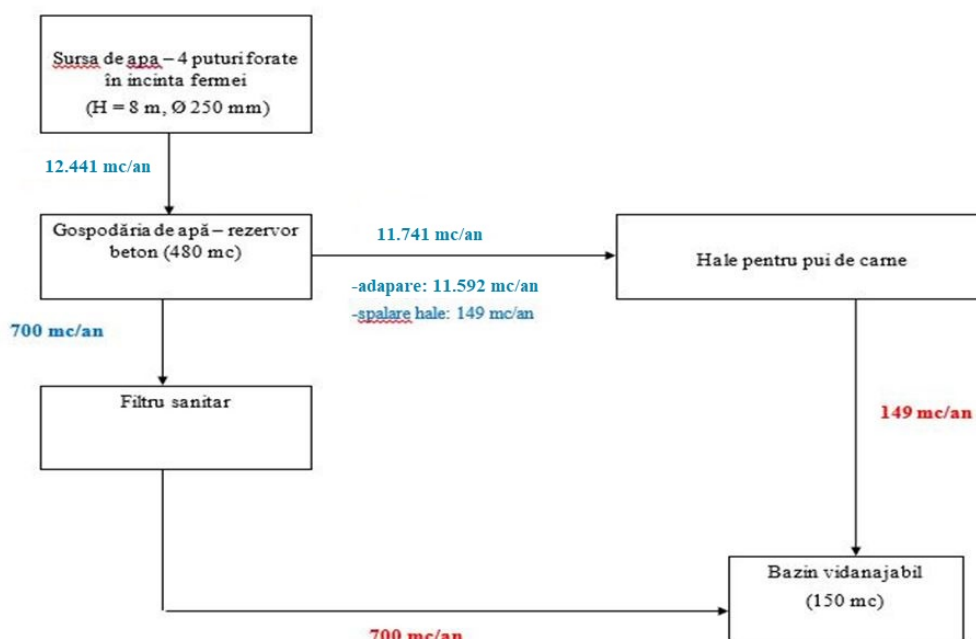 Sursa de apa – 4 puturi forate
în incinta fermei
(H = 8 m, Ø 250 mm)
12.441 mc/an
Gospodăria de apă – rezervor
beton (480 mc)
11.741 mc/an
-adapare: 11.592 mc/an
-spalare hale: 149 mc/an
Hale pentru pui de carne
700 mc/an
Filtru sanitar
149 mc/an
Bazin vidanajabil
(150 mc)
700 mc/an